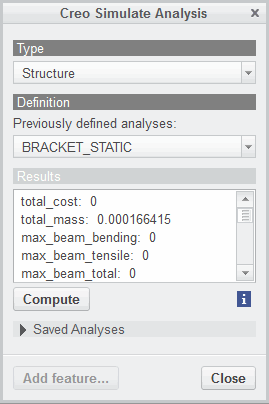 Creo Simulate Analysis
Type
Structure
Definition
Previously defined analyses:
BRACKET_STATIC
Results
total_cost: 0
total_mass: 0.000166415
max_beam_bending: 0
max_beam_tensile: 0
max_beam_total: 0
Compute
Saved Analyses
Add feature...
Close